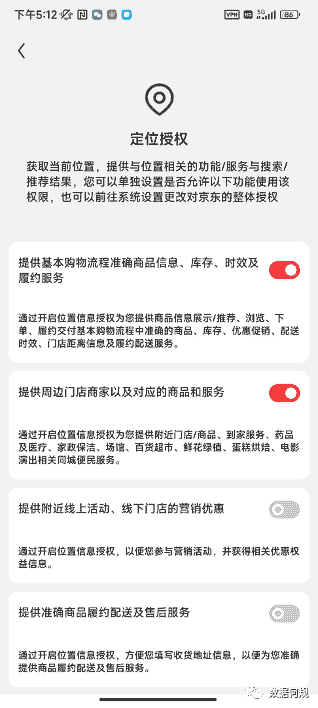 下午5:12
VPN HD 5G 86
定位授权
获取当前位置，提供与位置相关的功能/服务与搜索/
推荐结果，您可以单独设置是否允许以下功能使用该
权限，也可以前往系统设置更改对京东的整体授权
提供基本购物流程准确商品信息、库存、时效及
履约服务
通过开启位置信息授权为您提供商品信息展示/推荐、浏览、下
单、履约交付基本购物流程中准确的商品、库存、优惠促销、配送
时效、门店距离信息及履约配送服务。
提供周边门店商家以及对应的商品和服务
通过开启位置信息授权为您提供附近门店/商品、到家服务、药品
及医疗、家政保洁、场馆、百货超市、鲜花绿植、蛋糕烘焙、电影
演出相关同城便民服务。
提供附近线上活动、线下门店的营销优惠
通过开启位置信息授权，以便您参与营销活动，并获得相关优惠权
益信息。
提供准确商品履约配送及售后服务
通过开启位置信息授权，方便您填写收货地址信息，以便为您准确
提供商品履约配送及售后服务。
数据何规